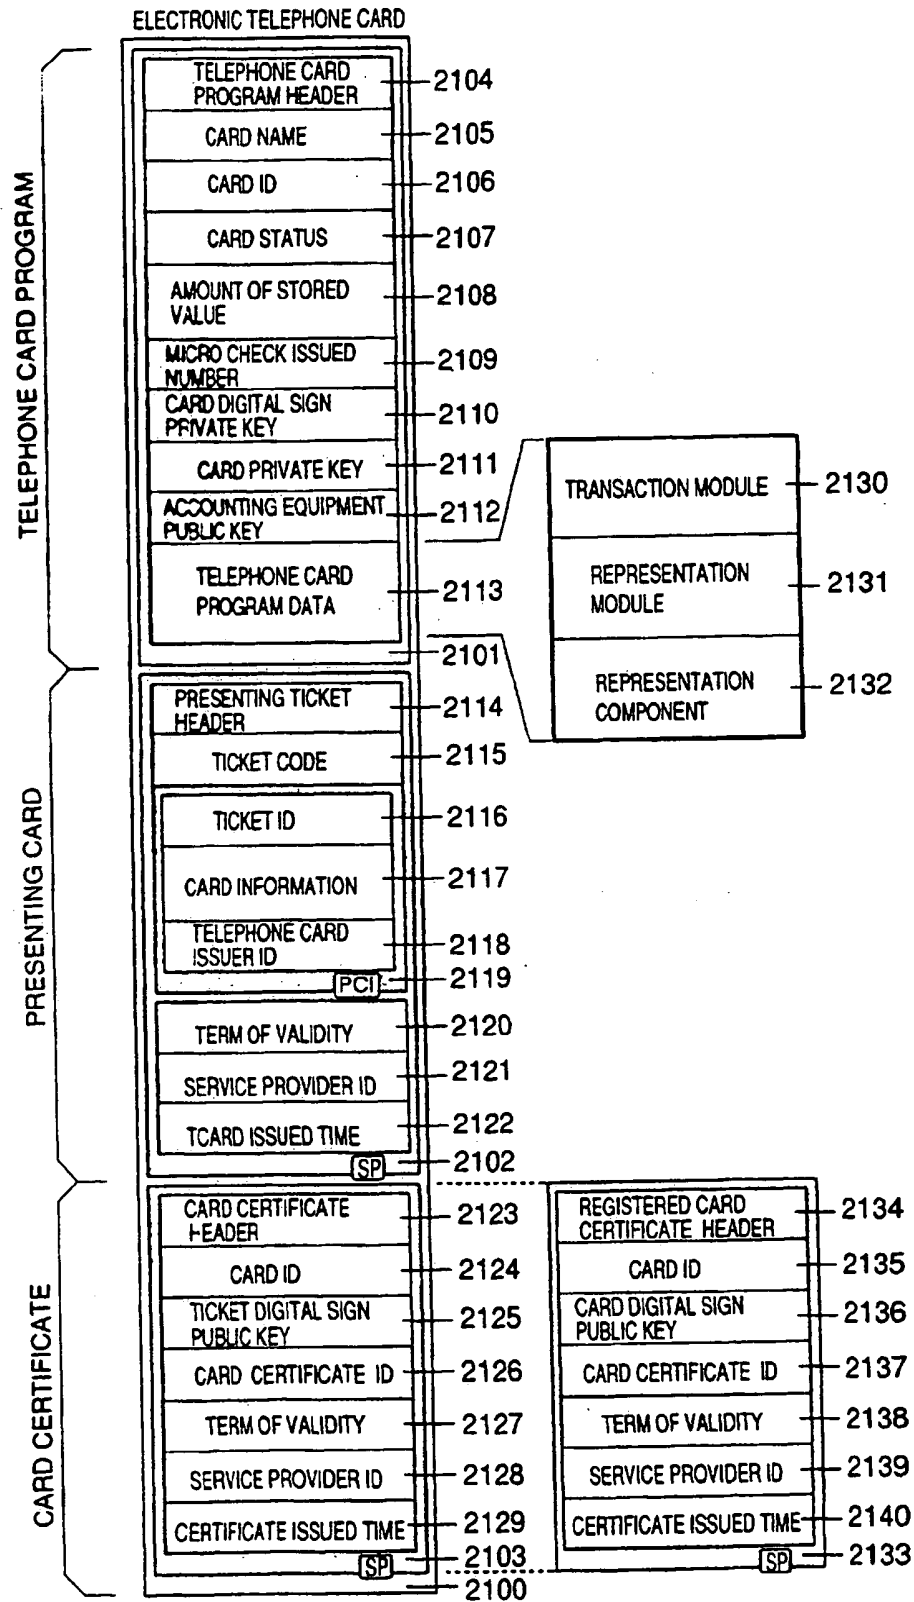 ELECTRONIC TELEPHONE CARD
TELEPHONE CARD PROGRAM
TELEPHONE CARD
PROGRAM HEADER
2104
CARD NAME
2105
CARD ID
2106
CARD STATUS
2107
AMOUNT OF STORED
VALUE
2108
MICRO CHECK ISSUED
NUMBER
2109
CARD DIGITAL SIGN
PRIVATE KEY
2110
CARD PRIVATE KEY
2111
ACCOUNTING EQUIPMENT
PUBLIC KEY
2112
TELEPHONE CARD
PROGRAM DATA
2113
2101
TRANSACTION MODULE
2130
REPRESENTATION
MODULE
2131
REPRESENTATION
COMPONENT
2132
PRESENTING CARD
PRESENTING TICKET
HEADER
2114
TICKET CODE
2115
TICKET ID
2116
CARD INFORMATION
2117
TELEPHONE CARD
ISSUER ID
2118
PCI
2119
TERM OF VALIDITY
2120
SERVICE PROVIDER ID
2121
TCARD ISSUED TIME
2122
SP
2102
CARD CERTIFICATE
CARD CERTIFICATE
HEADER
2123
CARD ID
2124
TICKET DIGITAL SIGN
PUBLIC KEY
2125
CARD CERTIFICATE ID
2126
TERM OF VALIDITY
2127
SERVICE PROVIDER ID
2128
CERTIFICATE ISSUED TIME
2129
SP
2103
2100
REGISTERED CARD
CERTIFICATE HEADER
2134
CARD ID
2135
CARD DIGITAL SIGN
PUBLIC KEY
2136
CARD CERTIFICATE ID
2137
TERM OF VALIDITY
2138
SERVICE PROVIDER ID
2139
CERTIFICATE ISSUED TIME
2140
SP
2133